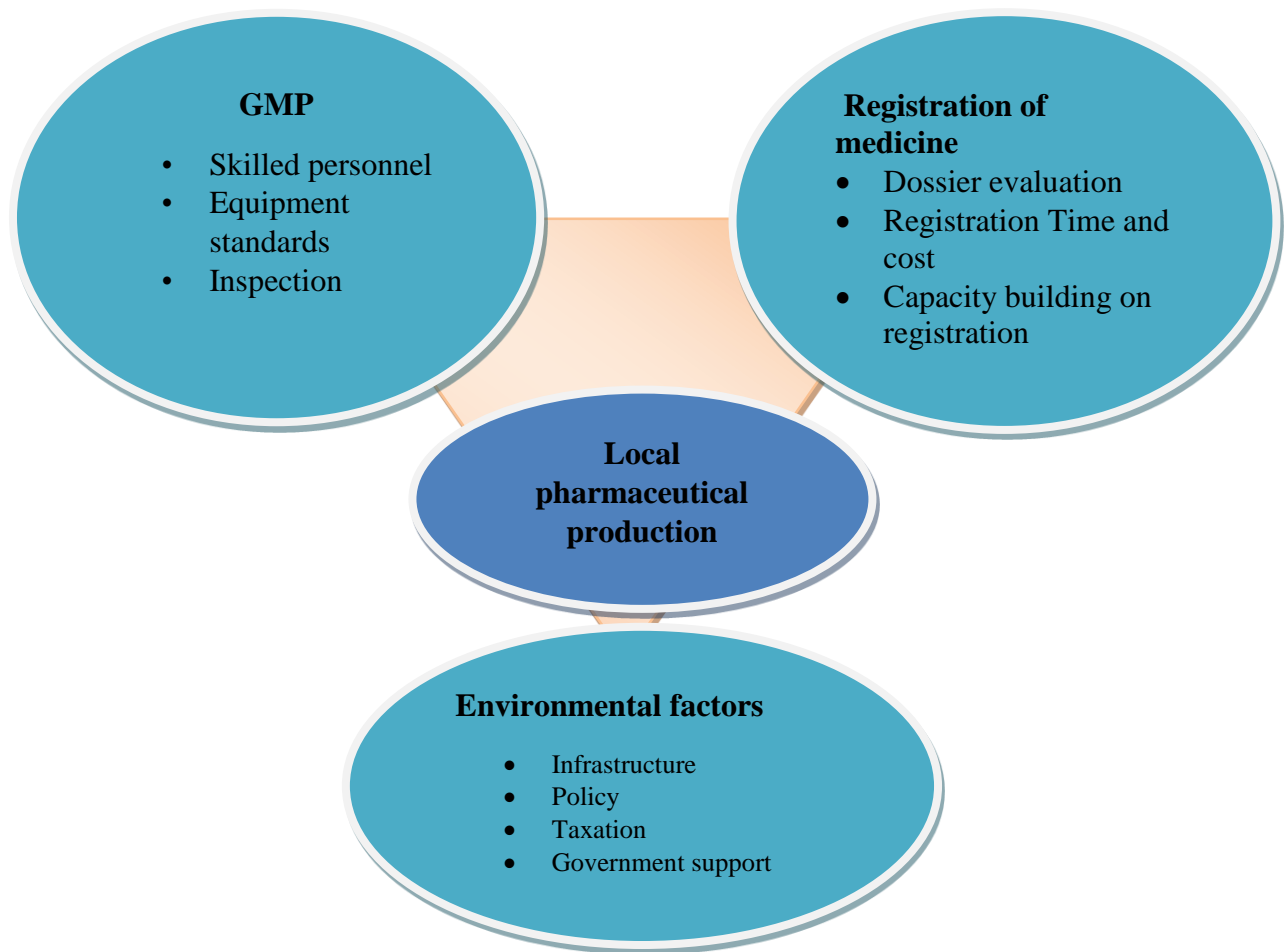 GMP
• Skilled personnel
• Equipment
standards
• Inspection
Registration of
medicine
• Dossier evaluation
• Registration Time and
cost
• Capacity building on
registration
Local
pharmaceutical
production
Environmental factors
• Infrastructure
• Policy
• Taxation
• Government support